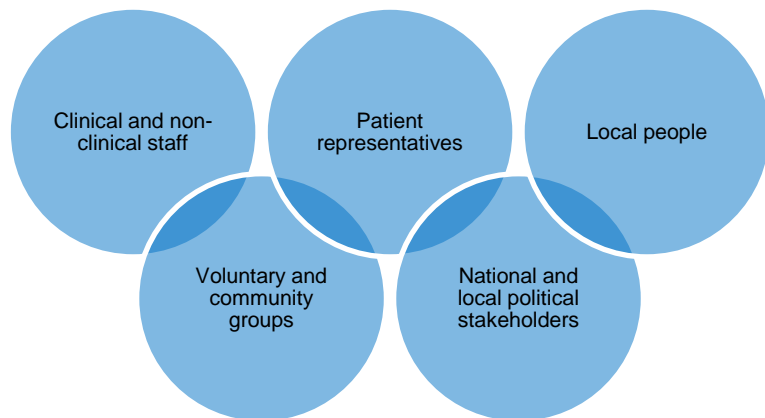 Clinical and non-
clinical staff
Patient
representatives
Local people
Voluntary and
community
groups
National and
local political
stakeholders